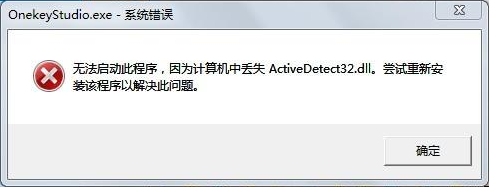 OnekeyStudio.exe - 系统错误
无法启动此程序，因为计算机中丢失 ActiveDetect32.dll。尝试重新安
装该程序以解决此问题。
确定